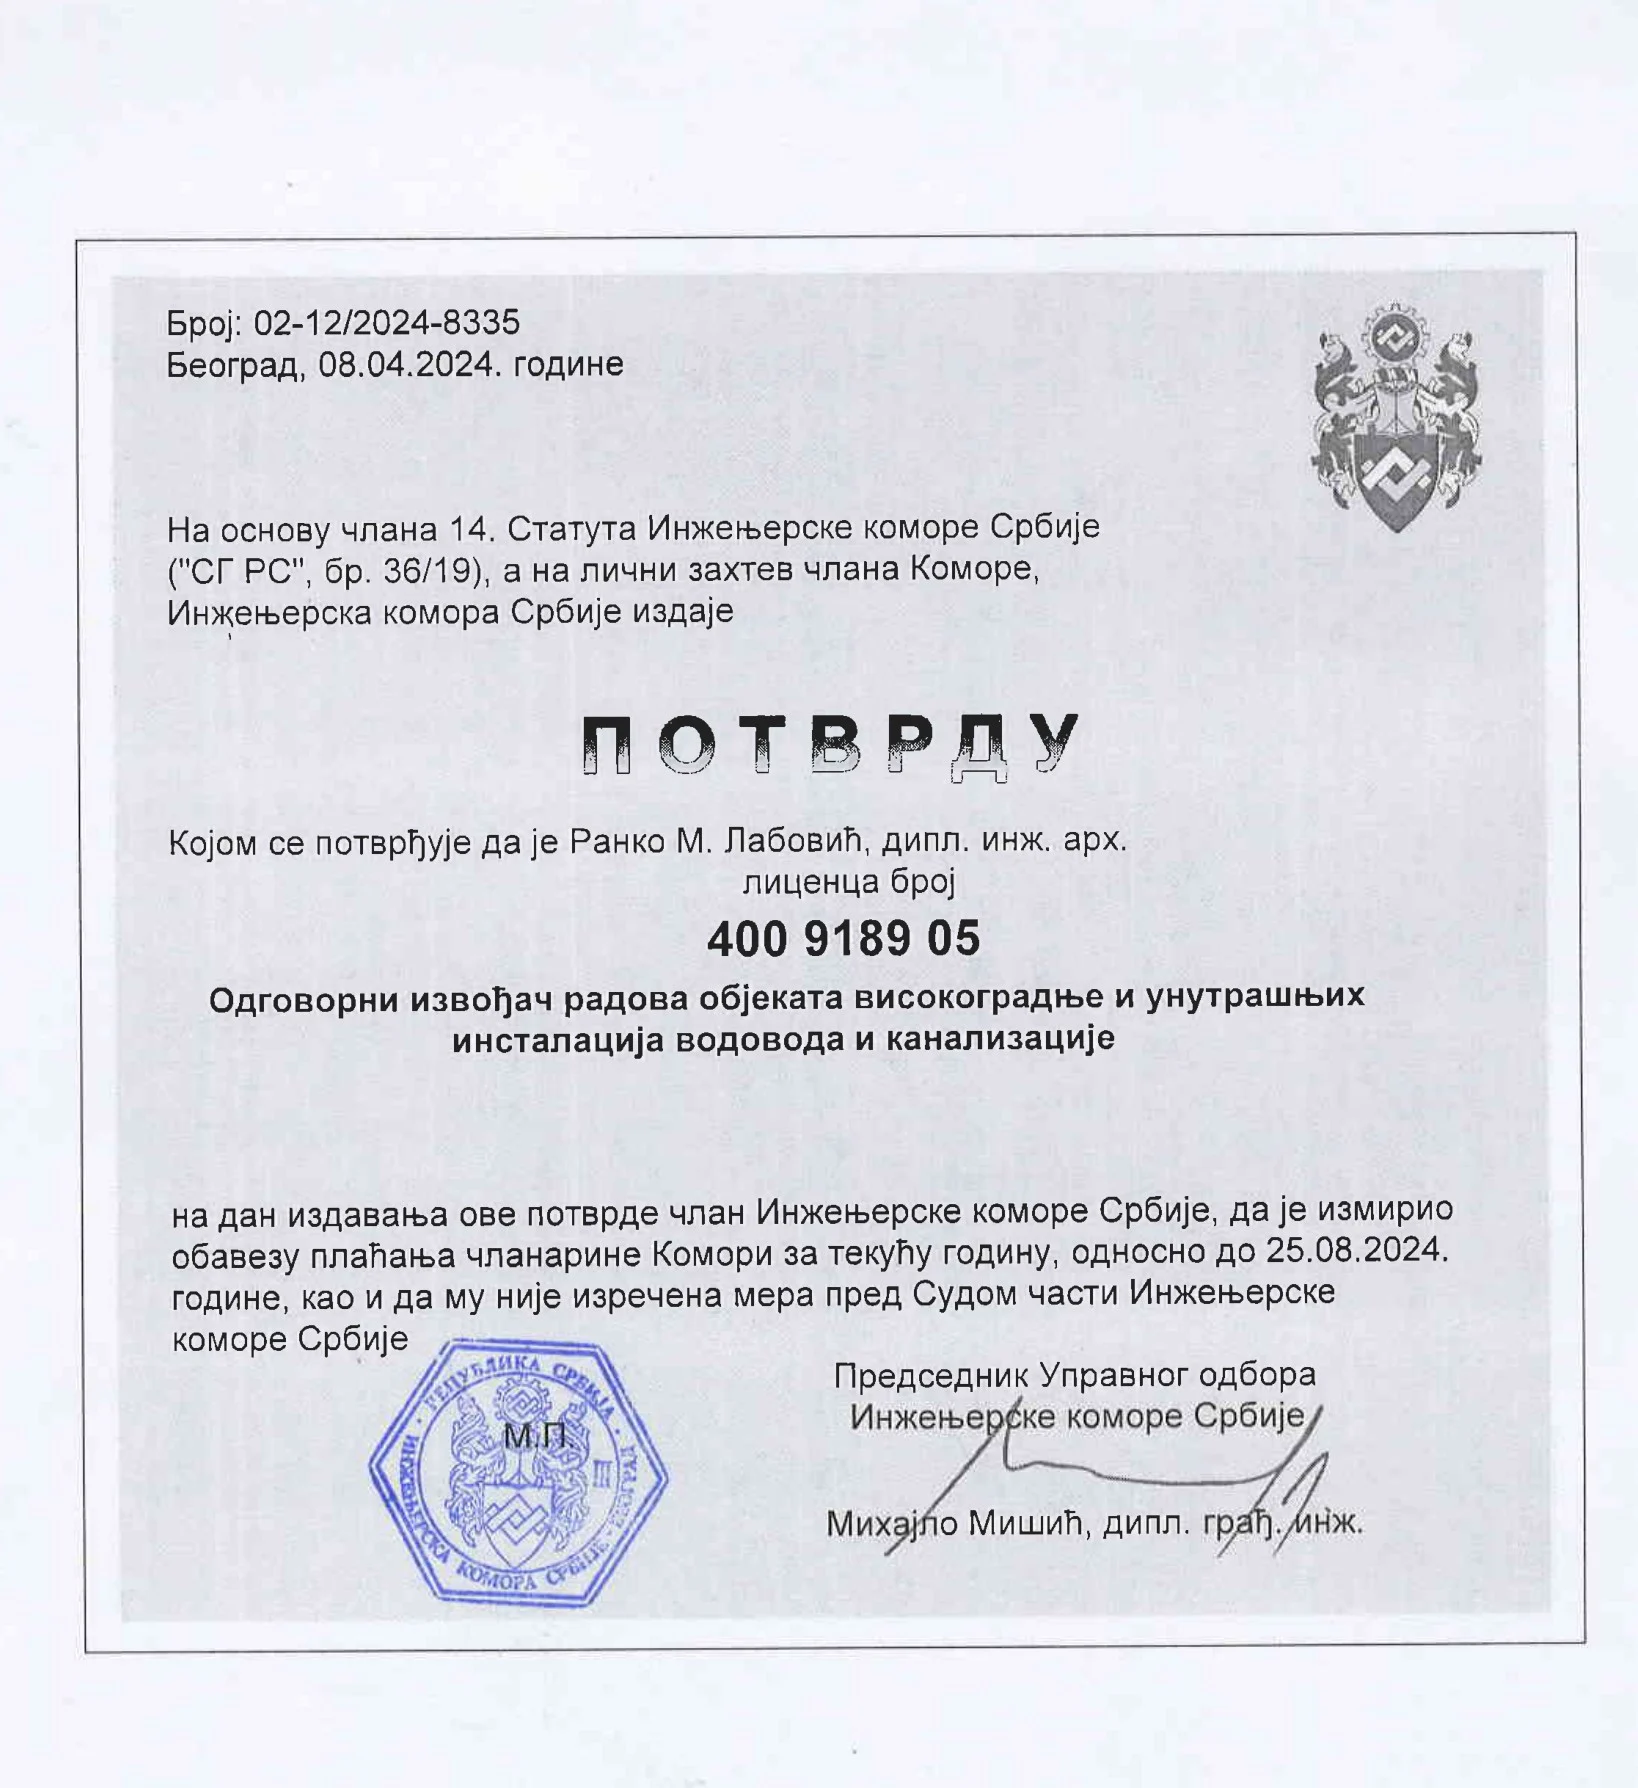 Број: 02-12/2024-8335
Београд, 08.04.2024. године
На основу члана 14. Статута Инжењерске коморе Србије
("СГ РС", бр. 36/19), а на лични захтев члана Коморе,
Инжењерска комора Србије издаје
ПОТВРДУ
Којом се потврђује да је Ранко М. Лабовић, дипл. инж. арх.
лиценца број
400 9189 05
Одговорни извођач радова објеката високоградње и унутрашњих
инсталација водовода и канализације
на дан издавања ове потврде члан Инжењерске коморе Србије, да је измирио
обавезу плаћања чланарине Комори за текућу годину, односно до 25.08.2024.
године, као и да му није изречена мера пред Судом части Инжењерске
коморе Србије
Председник Управног одбора
Инжењерске коморе Србије
Михајло Мишић, дипл. грађ. инж.
М.П.
РЕПУБЛИКА СРБИЈА · БЕОГРАД · ИНЖЕЊЕРСКА КОМОРА СРБИЈЕ
III